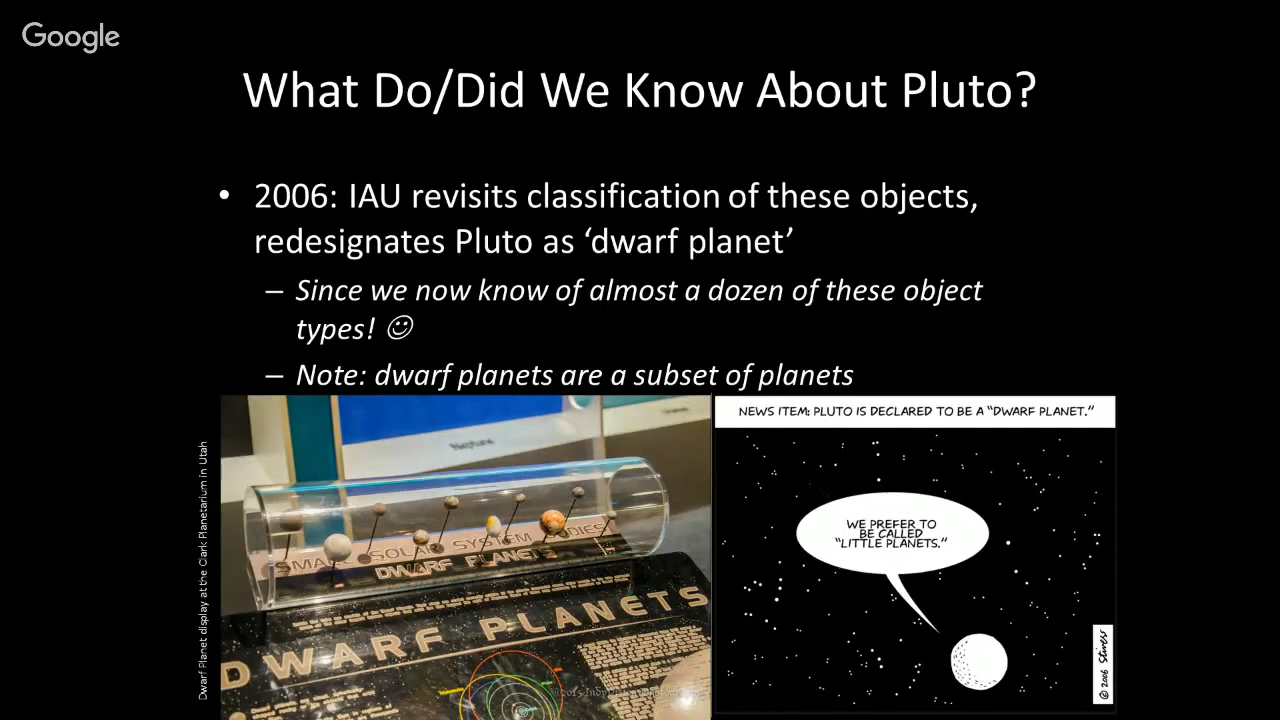 Google
What Do/Did We Know About Pluto?
• 2006: IAU revisits classification of these objects,
redesignates Pluto as ‘dwarf planet’
– Since we now know of almost a dozen of these object
types! ☺
– Note: dwarf planets are a subset of planets
Dwarf Planet display at the Clark Planetarium in Utah
Neptune
SMALL SOLAR SYSTEM BODIES
DWARF PLANETS
DWARF PLANETS
NEWS ITEM: PLUTO IS DECLARED TO BE A “DWARF PLANET.”
WE PREFER TO
BE CALLED
“LITTLE PLANETS.”
© 2006 Stivers